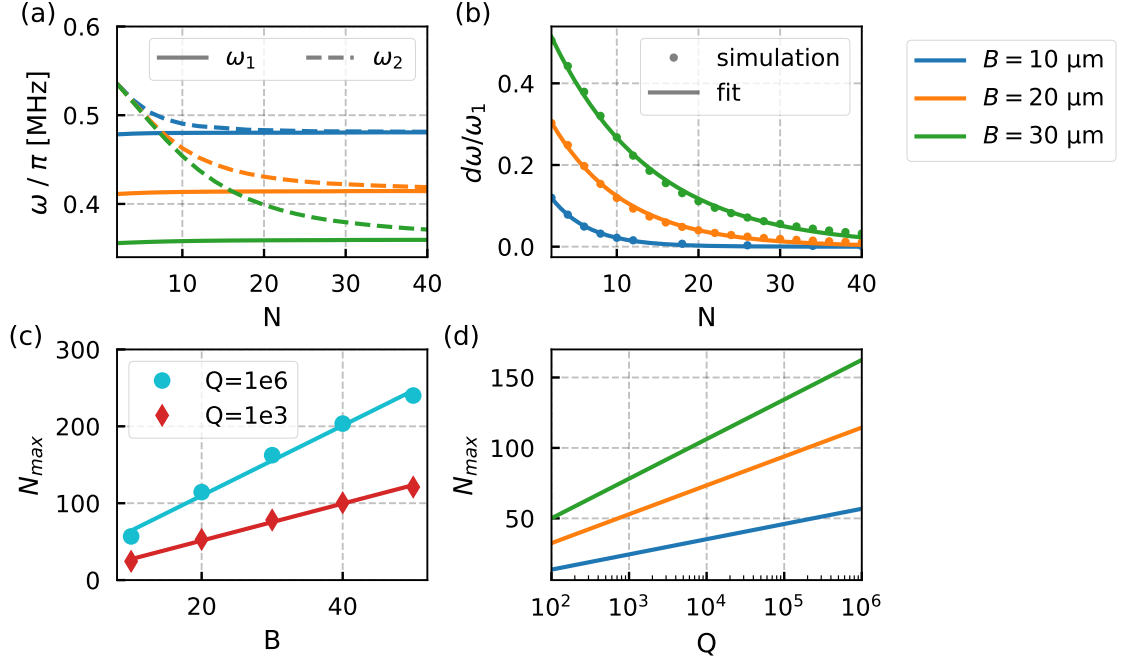 (a)
0.6
0.5
0.4
ω / π [MHz]
ω₁
ω₂
10
20
30
40
N
(b)
0.4
0.2
0.0
dω/ω₁
simulation
fit
10
20
30
40
N
B = 10 μm
B = 20 μm
B = 30 μm
(c)
300
200
100
0
Nₘₐₓ
Q=1e6
Q=1e3
20
40
B
(d)
150
100
50
Nₘₐₓ
10²
10³
10⁴
10⁵
10⁶
Q